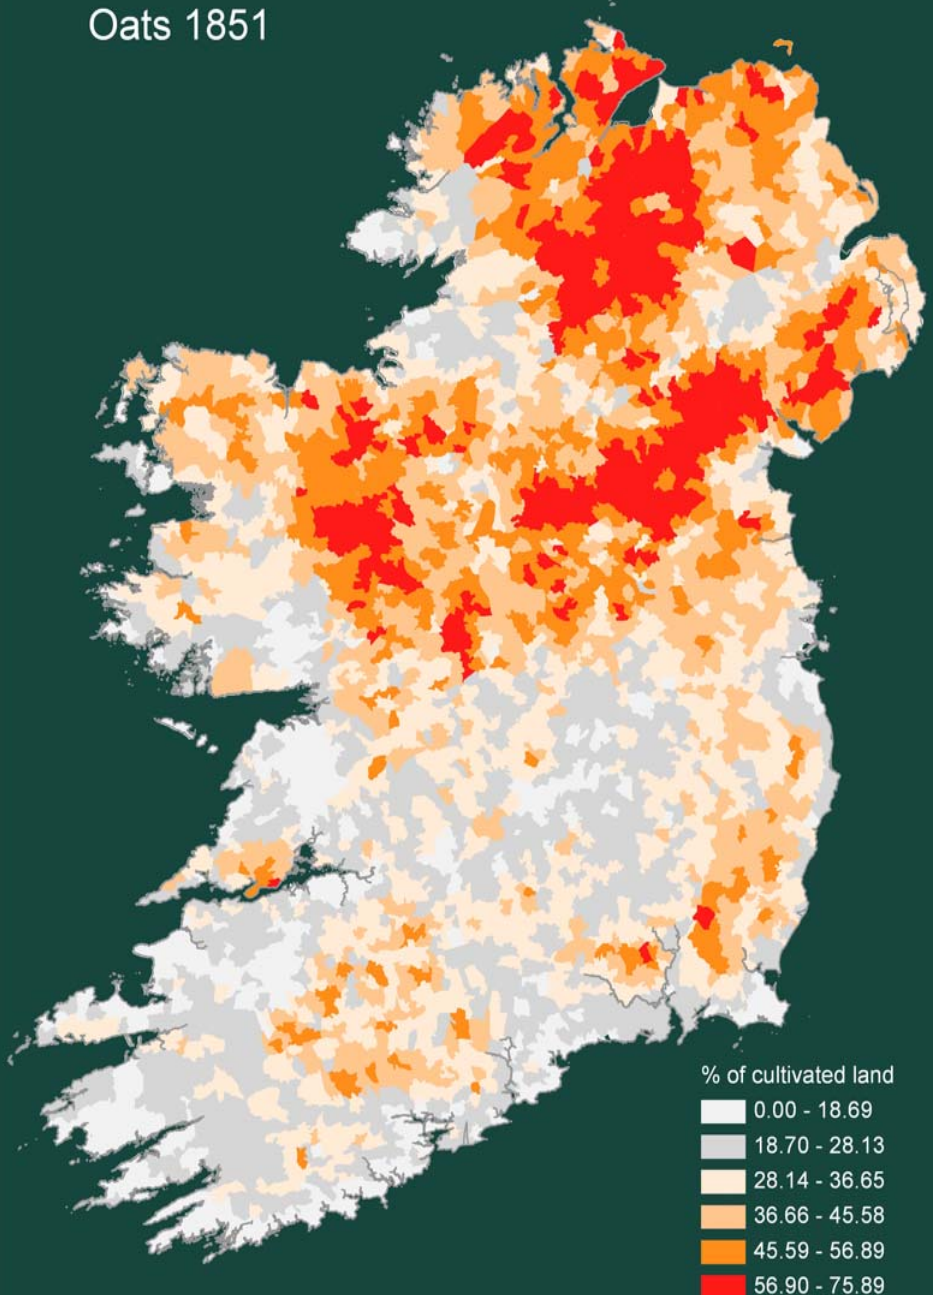 Oats 1851
% of cultivated land
0.00 - 18.69
18.70 - 28.13
28.14 - 36.65
36.66 - 45.58
45.59 - 56.89
56.90 - 75.89